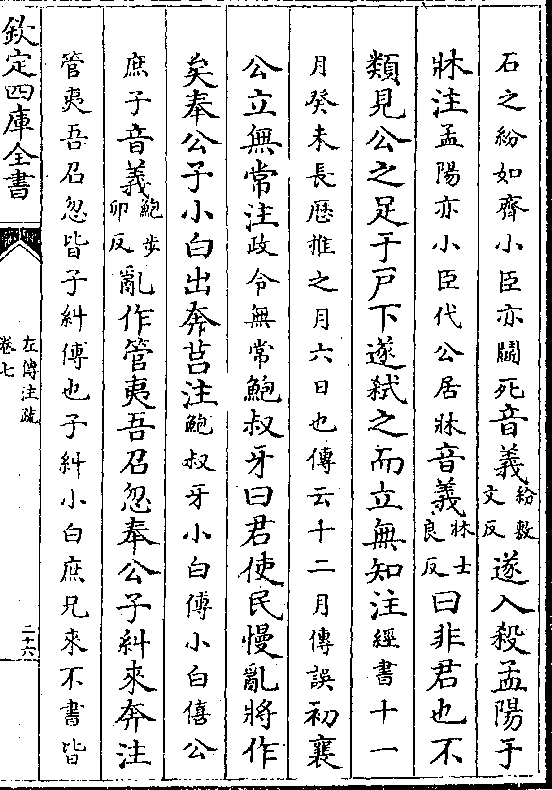 石之紛如齊小臣亦鬬死音義紛敷文反遂入殺孟陽于
牀注孟陽亦小臣代公居牀音義牀士良反曰非君也不
類見公之足于戸下遂弑之而立無知注經書十一
月癸未長厯推之月六日也傳云十二月傳誤初襄
公立無常注政令無常鮑叔牙曰君使民慢亂將作
矣奉公子小白出奔莒注鮑叔牙小白傅小白僖公
庶子音義鮑步卯反亂作管夷吾召忽奉公子糾來奔注
管夷吾召忽皆子糾傅也子糾小白庶兄來不書皆
欽定四庫全書
左傳注疏
卷七
二十六